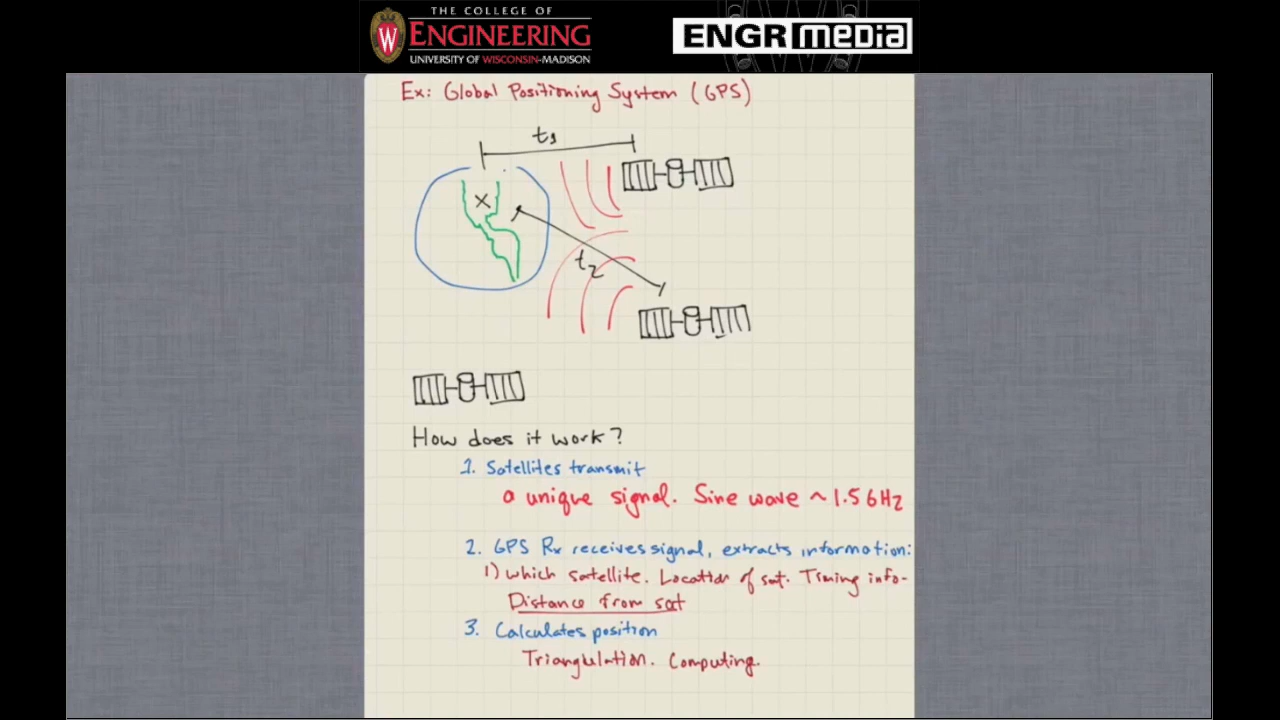 THE COLLEGE OF
ENGINEERING
UNIVERSITY OF WISCONSIN-MADISON
W
ENGR media
Ex: Global Positioning System (GPS)
t1
X
t2
How does it work?
1. Satellites transmit
a unique signal. Sine wave ~ 1.5 GHz
2. GPS Rx receives signal, extracts information:
1) which satellite. Location of sat. Timing info-
Distance from sat
3. Calculates position
Triangulation. Computing.